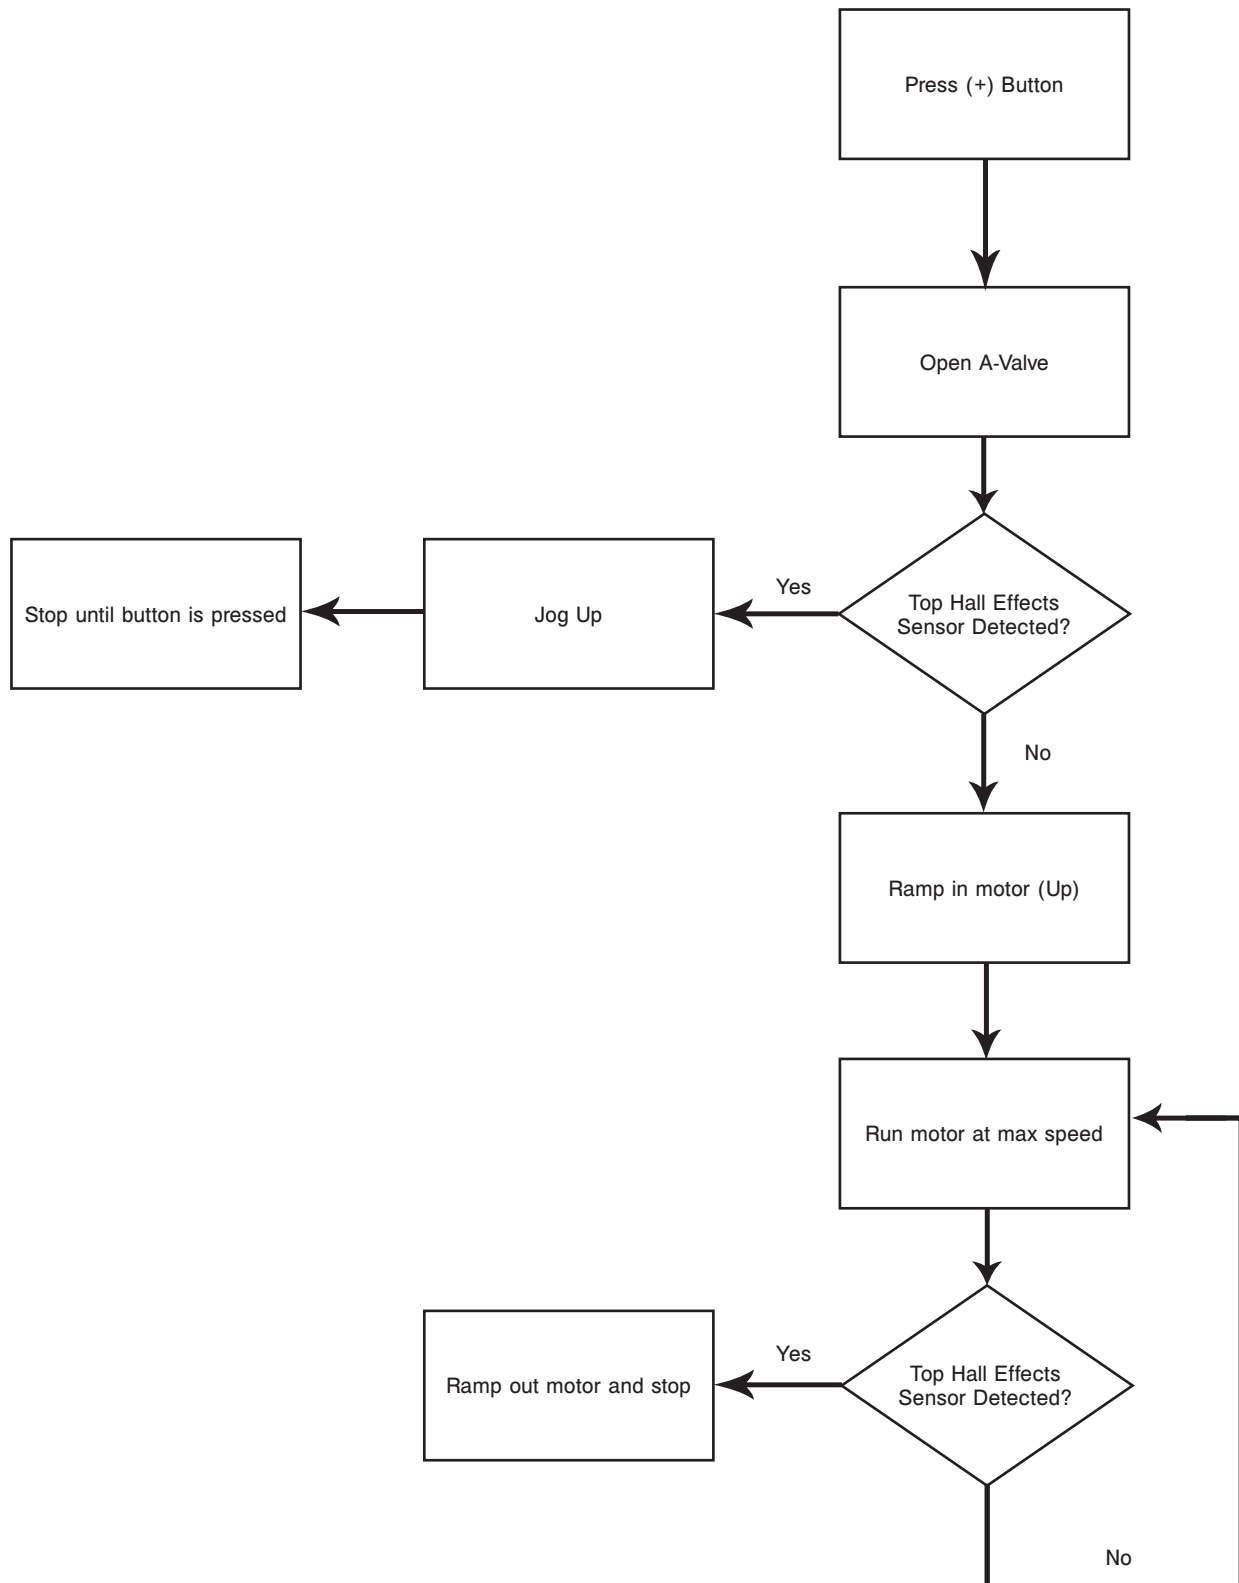 Press (+) Button
Open A-Valve
Stop until button is pressed
Jog Up
Yes
Top Hall Effects
Sensor Detected?
No
Ramp in motor (Up)
Run motor at max speed
Ramp out motor and stop
Yes
Top Hall Effects
Sensor Detected?
No